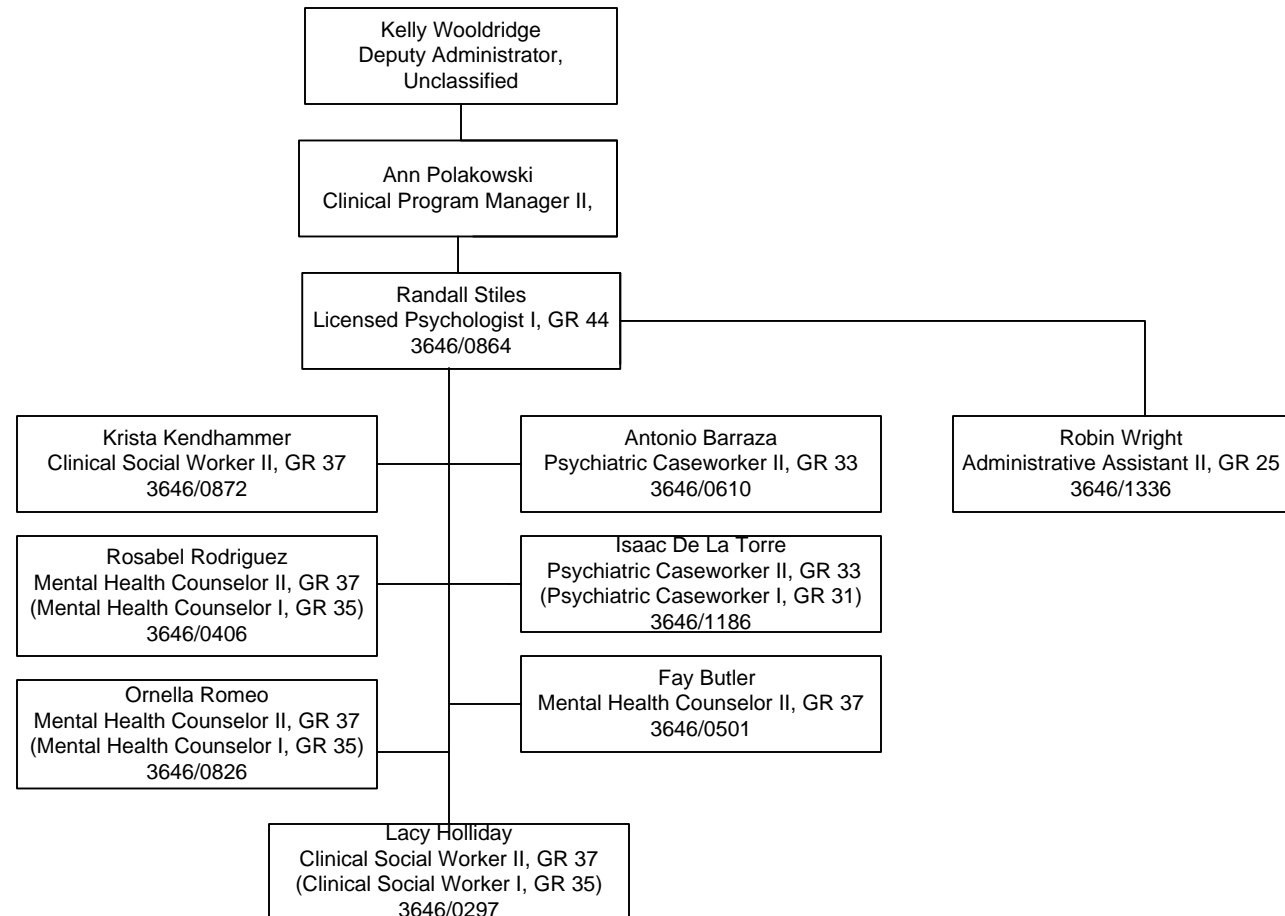 Kelly Wooldridge
Deputy Administrator,
Unclassified
Ann Polakowski
Clinical Program Manager II,
Randall Stiles
Licensed Psychologist I, GR 44
3646/0864
Krista Kendhammer
Clinical Social Worker II, GR 37
3646/0872
Antonio Barraza
Psychiatric Caseworker II, GR 33
3646/0610
Robin Wright
Administrative Assistant II, GR 25
3646/1336
Rosabel Rodriguez
Mental Health Counselor II, GR 37
(Mental Health Counselor I, GR 35)
3646/0406
Isaac De La Torre
Psychiatric Caseworker II, GR 33
(Psychiatric Caseworker I, GR 31)
3646/1186
Ornella Romeo
Mental Health Counselor II, GR 37
(Mental Health Counselor I, GR 35)
3646/0826
Fay Butler
Mental Health Counselor II, GR 37
3646/0501
Lacy Holliday
Clinical Social Worker II, GR 37
(Clinical Social Worker I, GR 35)
3646/0297